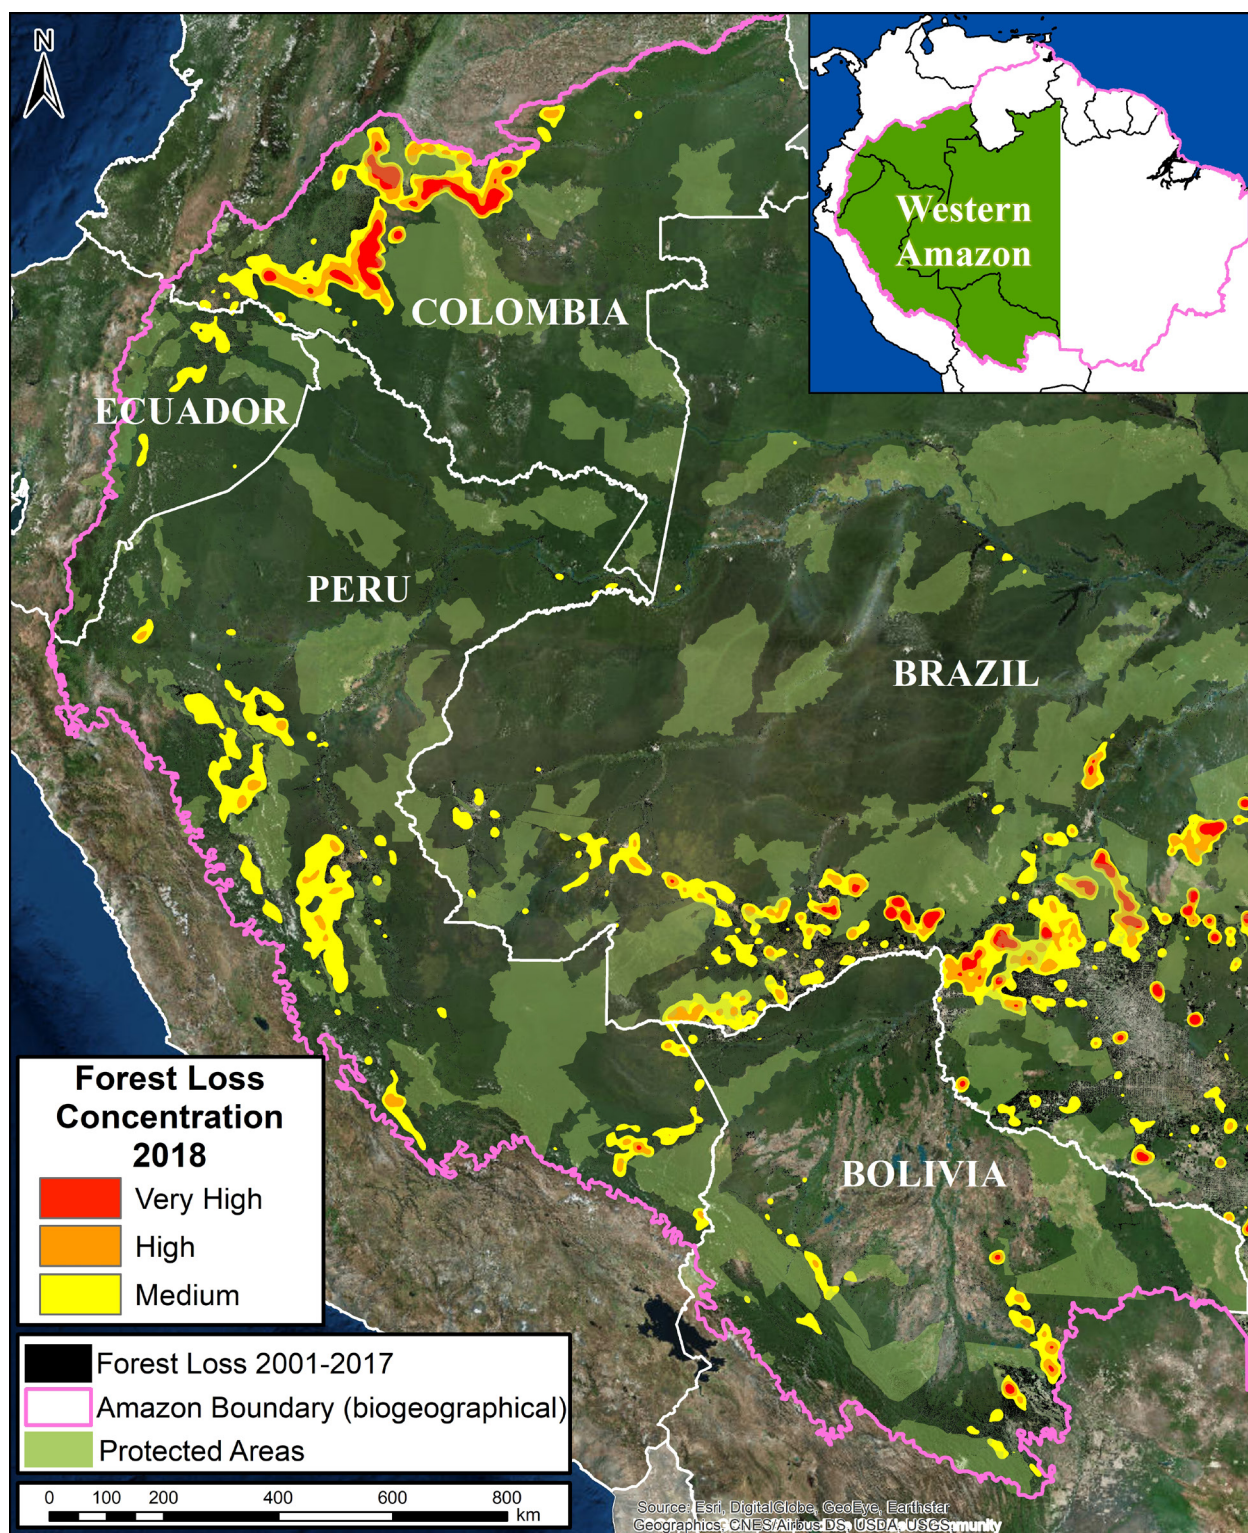 N
Western
Amazon
COLOMBIA
ECUADOR
PERU
BRAZIL
BOLIVIA
Forest Loss
Concentration
2018
Very High
High
Medium
Forest Loss 2001-2017
Amazon Boundary (biogeographical)
Protected Areas
0 100 200 400 600 800
km
Source: Esri, DigitalGlobe, GeoEye, Earthstar
Geographics, CNES/Airbus DS, USDA, USGS,